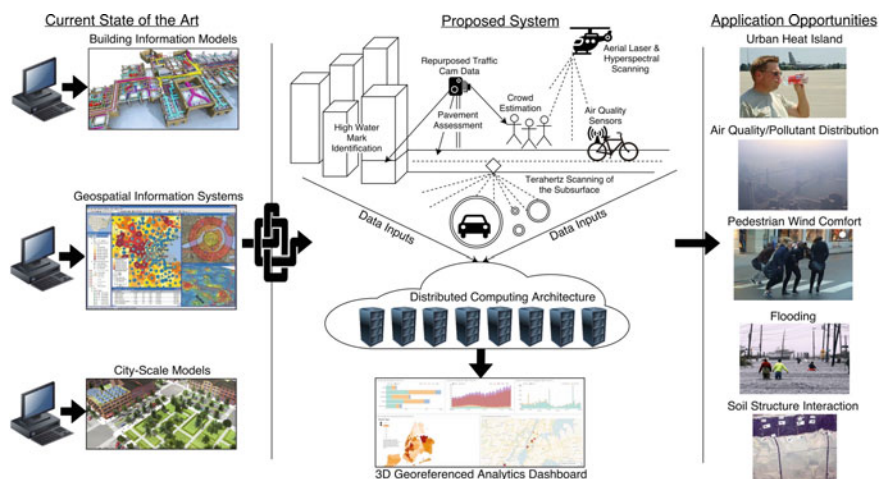 Current State of the Art
Building Information Models
Geospatial Information Systems
City-Scale Models
Proposed System
Repurposed Traffic
Cam Data
Aerial Laser &
Hyperspectral
Scanning
Crowd
Estimation
Air Quality
Sensors
Pavement
Assessment
High Water
Mark
Identification
Terahertz Scanning of
the Subsurface
Data Inputs
Data Inputs
Distributed Computing Architecture
3D Georeferenced Analytics Dashboard
Application Opportunities
Urban Heat Island
Air Quality/Pollutant Distribution
Pedestrian Wind Comfort
Flooding
Soil Structure Interaction